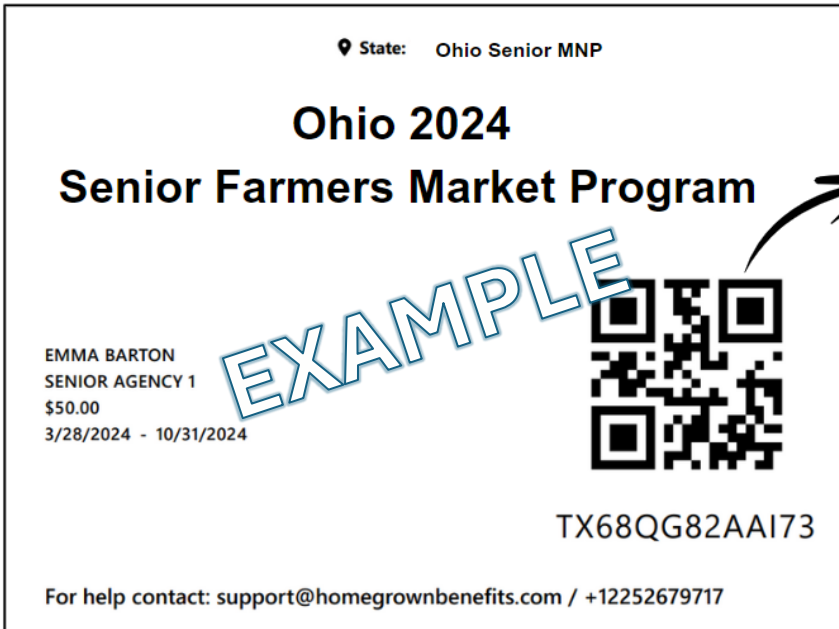 State: Ohio Senior MNP
Ohio 2024
Senior Farmers Market Program
EXAMPLE
EMMA BARTON
SENIOR AGENCY 1
$50.00
3/28/2024 - 10/31/2024
TX68QG82AAI73
For help contact: support@homegrownbenefits.com / +12252679717